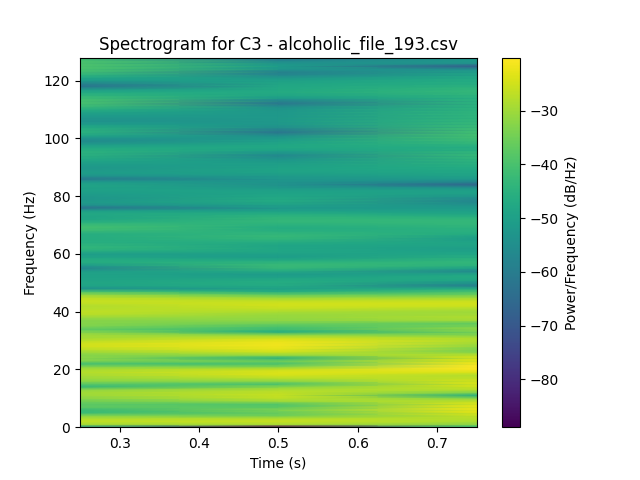 Spectrogram for C3 - alcoholic_file_193.csv
120
100
80
60
40
20
0
Frequency (Hz)
0.3 0.4 0.5 0.6 0.7
Time (s)
−30
−40
−50
−60
−70
−80
Power/Frequency (dB/Hz)